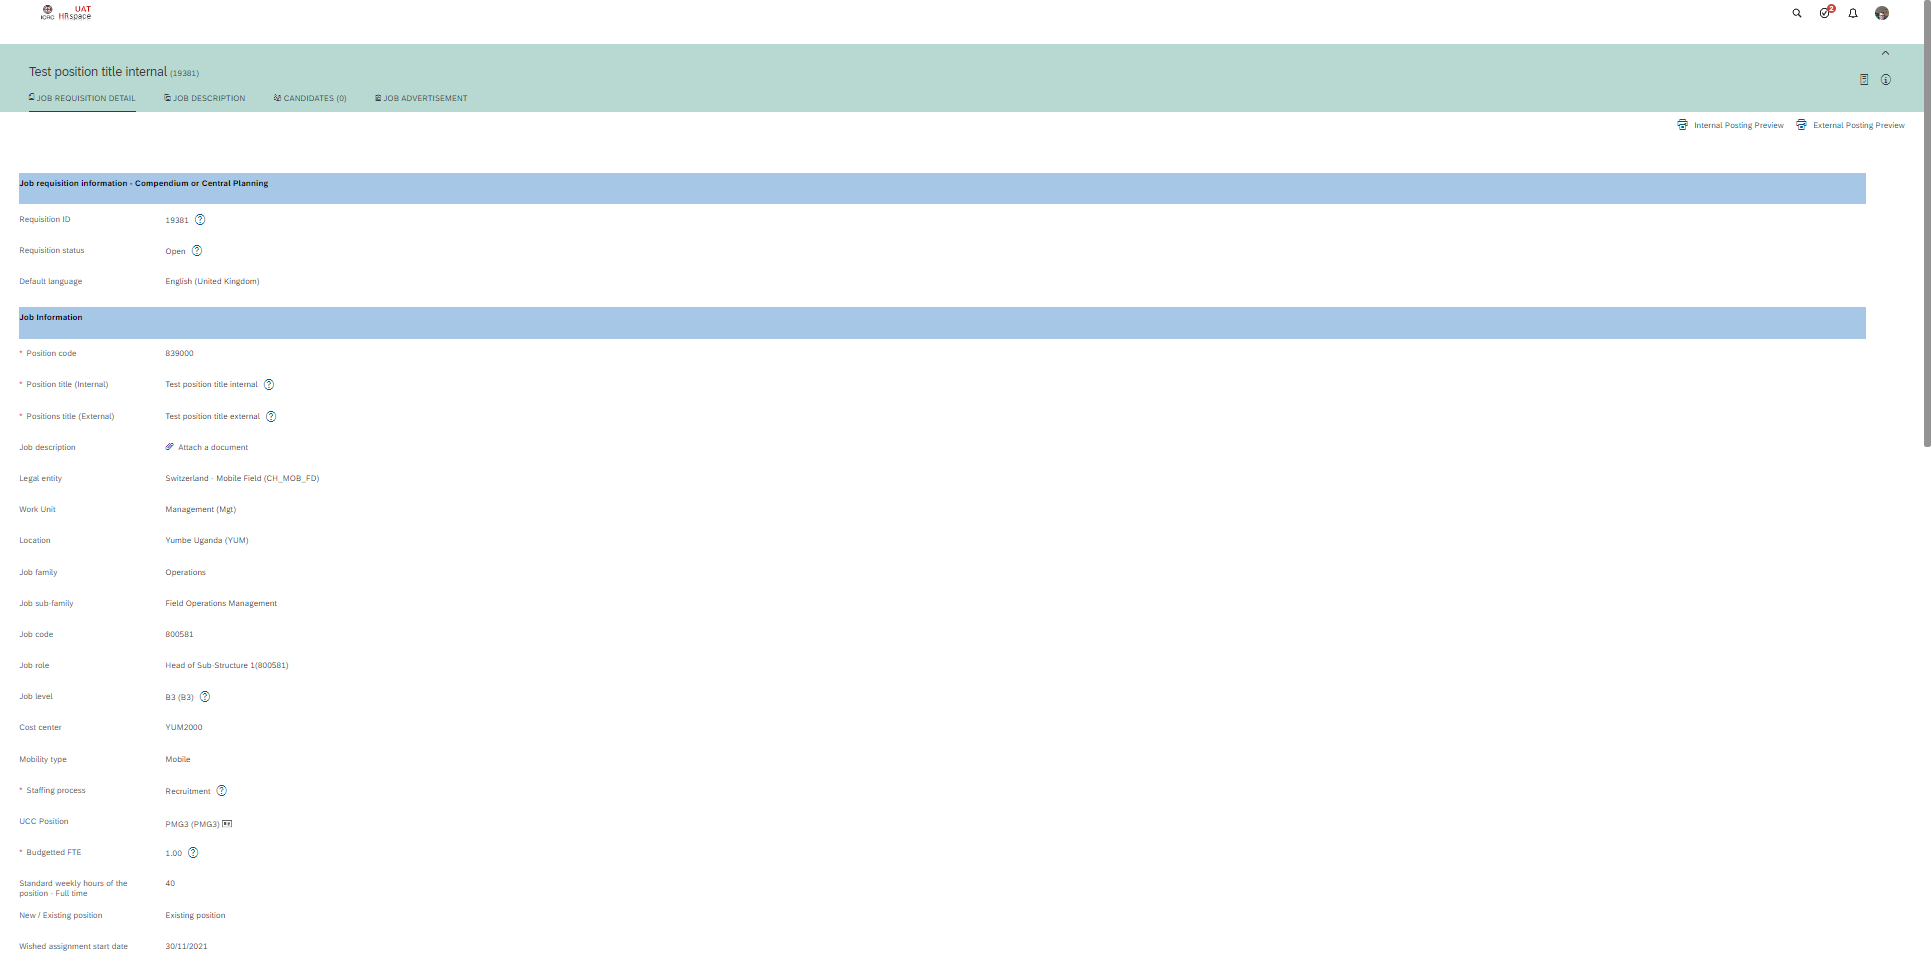 ICRC
UAT
HRspace
2
Test position title internal (19381)
JOB REQUISITION DETAIL
JOB DESCRIPTION
CANDIDATES (0)
JOB ADVERTISEMENT
Internal Posting Preview
External Posting Preview
Job requisition information - Compendium or Central Planning
Requisition ID 19381
Requisition status Open
Default language English (United Kingdom)
Job Information
* Position code 839000
* Position title (Internal) Test position title internal
* Positions title (External) Test position title external
Job description Attach a document
Legal entity Switzerland - Mobile Field (CH_MOB_FD)
Work Unit Management (Mgt)
Location Yumbe Uganda (YUM)
Job family Operations
Job sub-family Field Operations Management
Job code 800581
Job role Head of Sub-Structure 1(800581)
Job level B3 (B3)
Cost center YUM2000
Mobility type Mobile
* Staffing process Recruitment
UCC Position PMG3 (PMG3)
* Budgetted FTE 1.00
Standard weekly hours of the 40
position - Full time
New / Existing position Existing position
Wished assignment start date 30/11/2021